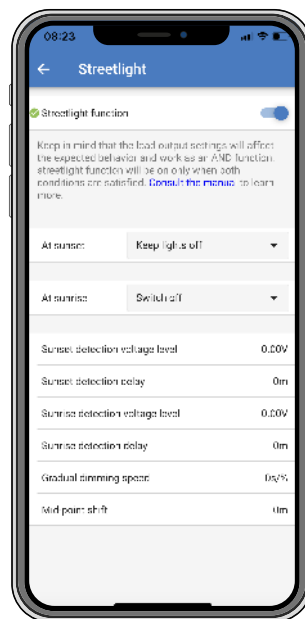 08:23
Streetlight
Streetlight function
Keep in mind that the load output settings will affect
the expected behavior and work as an AND function:
streetlight function will be on only when both
conditions are satisfied. Consult the manual to learn
more.
At sunset Keep lights off
At sunrise Switch off
Sunset detection voltage level 0.00V
Sunset detection delay 0m
Sunrise detection voltage level 0.00V
Sunrise detection delay 0m
Gradual dimming speed 0s/%
Mid point shift 0m